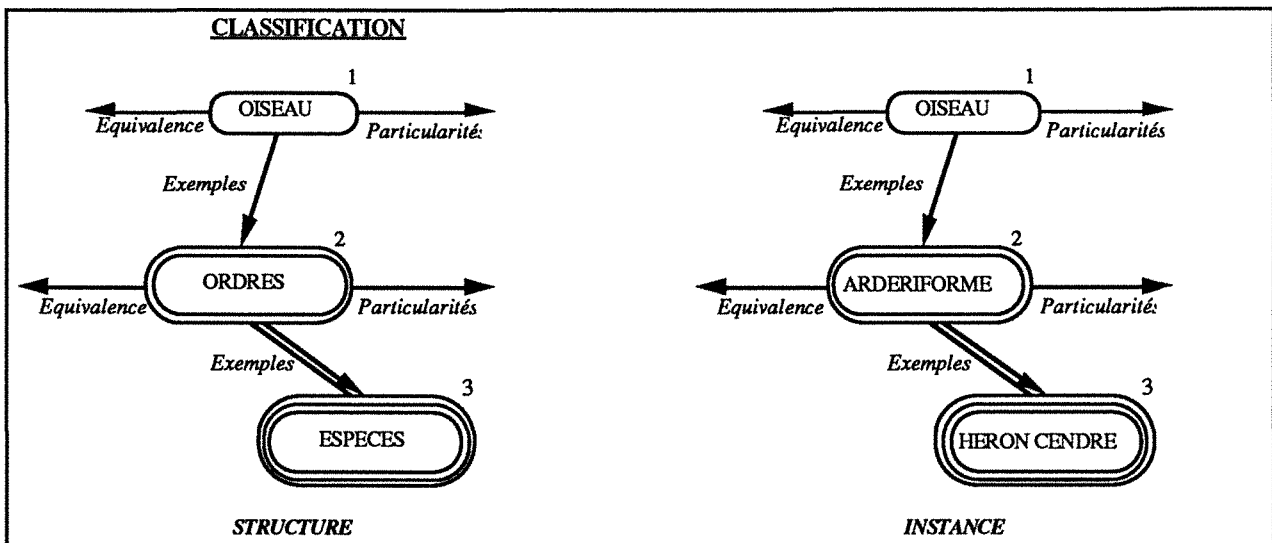 CLASSIFICATION
1
OISEAU
Equivalence
Particularités
Exemples
2
ORDRES
Equivalence
Particularités
Exemples
3
ESPECES
STRUCTURE
1
OISEAU
Equivalence
Particularités
Exemples
2
ARDERIFORME
Equivalence
Particularités
Exemples
3
HERON CENDRE
INSTANCE